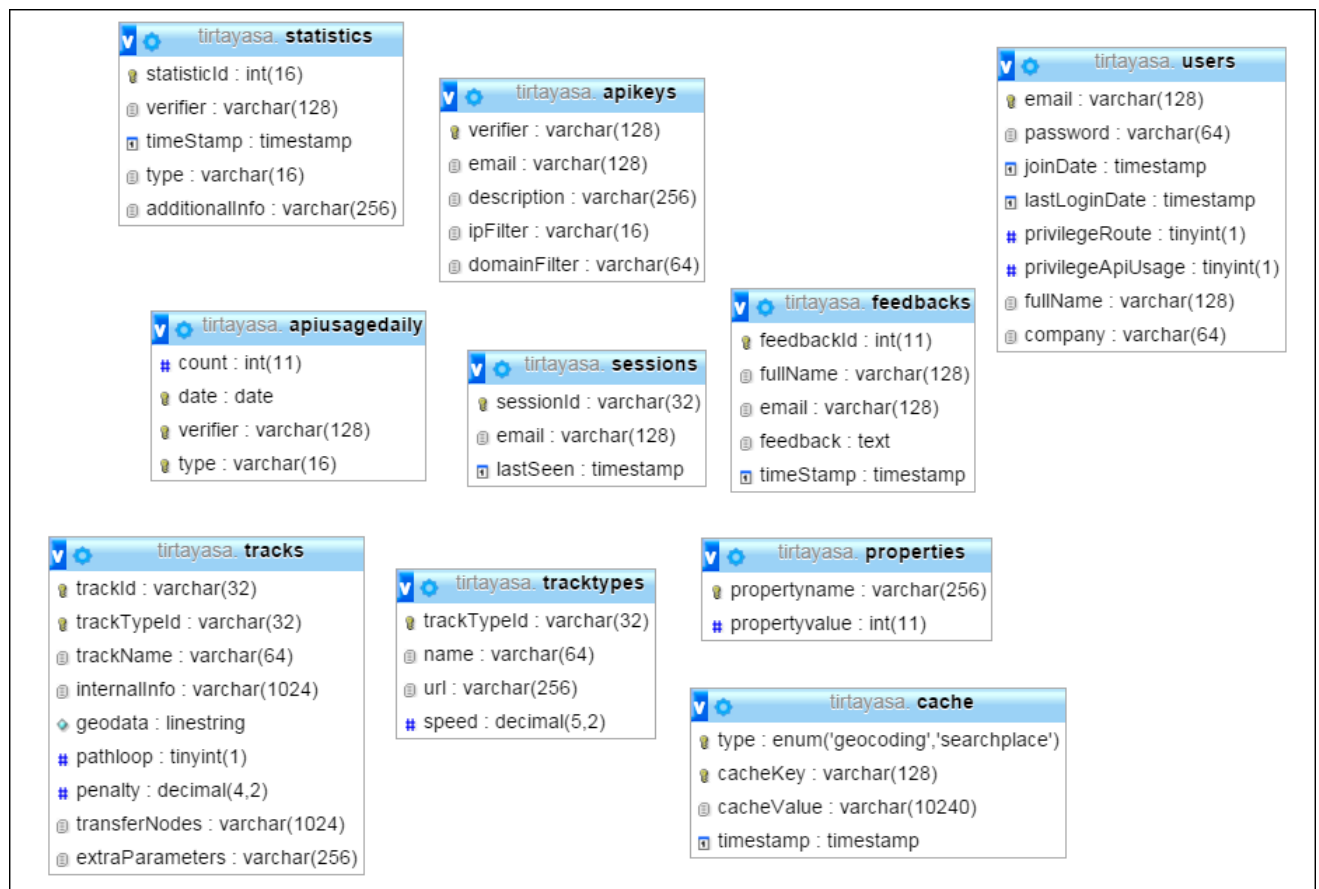 tirtayasa. statistics
statisticId : int(16)
verifier : varchar(128)
timeStamp : timestamp
type : varchar(16)
additionalInfo : varchar(256)
tirtayasa. apikeys
verifier : varchar(128)
email : varchar(128)
description : varchar(256)
ipFilter : varchar(16)
domainFilter : varchar(64)
tirtayasa. users
email : varchar(128)
password : varchar(64)
joinDate : timestamp
lastLoginDate : timestamp
privilegeRoute : tinyint(1)
privilegeApiUsage : tinyint(1)
fullName : varchar(128)
company : varchar(64)
tirtayasa. apiusagedaily
count : int(11)
date : date
verifier : varchar(128)
type : varchar(16)
tirtayasa. sessions
sessionId : varchar(32)
email : varchar(128)
lastSeen : timestamp
tirtayasa. feedbacks
feedbackId : int(11)
fullName : varchar(128)
email : varchar(128)
feedback : text
timeStamp : timestamp
tirtayasa. tracks
trackId : varchar(32)
trackTypeId : varchar(32)
trackName : varchar(64)
internalInfo : varchar(1024)
geodata : linestring
pathloop : tinyint(1)
penalty : decimal(4,2)
transferNodes : varchar(1024)
extraParameters : varchar(256)
tirtayasa. tracktypes
trackTypeId : varchar(32)
name : varchar(64)
url : varchar(256)
speed : decimal(5,2)
tirtayasa. properties
propertyname : varchar(256)
propertyvalue : int(11)
tirtayasa. cache
type : enum('geocoding','searchplace')
cacheKey : varchar(128)
cacheValue : varchar(10240)
timestamp : timestamp